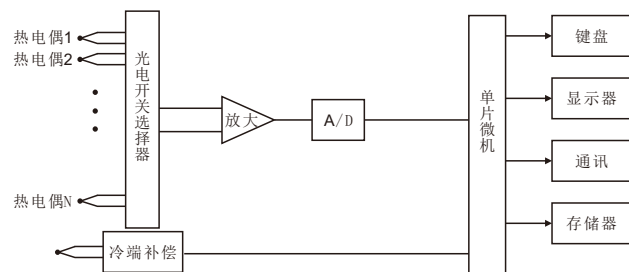 热电偶1
热电偶2
热电偶N
光电开关选择器
冷端补偿
放大
A/D
单片微机
键盘
显示器
通讯
存储器